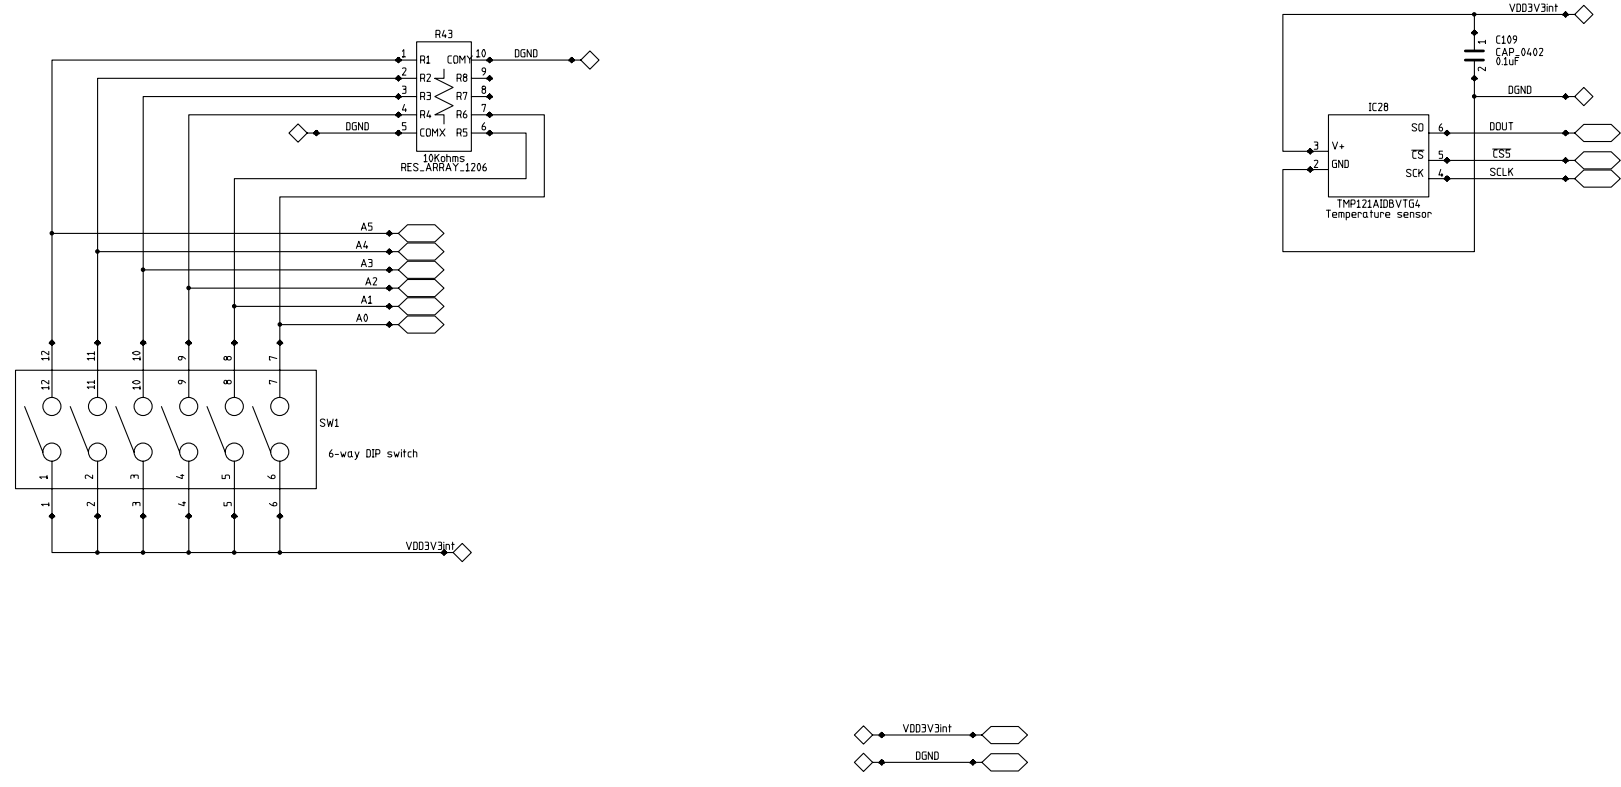 R43
1 R1 COMY 10 DGND
2 R2 R8 9
3 R3 R7 8
4 R4 R6 7
DGND 5 COMX R5 6
10Kohms
RES_ARRAY_1206
A5
A4
A3
A2
A1
A0
12 11 10 9 8 7
12 11 10 9 8 7
SW1
6-way DIP switch
1 2 3 4 5 6
1 2 3 4 5 6
VDD3V3int
VDD3V3int
1 C109
CAP_0402
0.1uF
2
DGND
IC28
SO 6 DOUT
3 V+
CS 5 CS5
2 GND
SCK 4 SCLK
TMP121AIDBVTG4
Temperature sensor
VDD3V3int
DGND